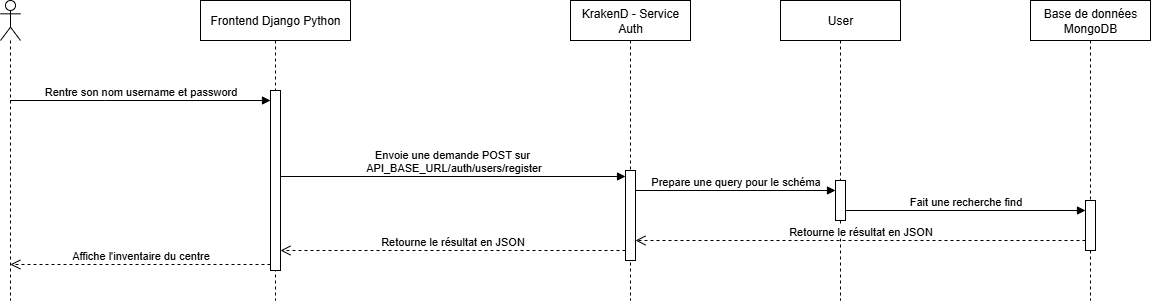 Frontend Django Python
KrakenD - Service
Auth
User
Base de données
MongoDB
Rentre son nom username et password
Envoie une demande POST sur
API_BASE_URL/auth/users/register
Prepare une query pour le schéma
Fait une recherche find
Retourne le résultat en JSON
Retourne le résultat en JSON
Affiche l'inventaire du centre